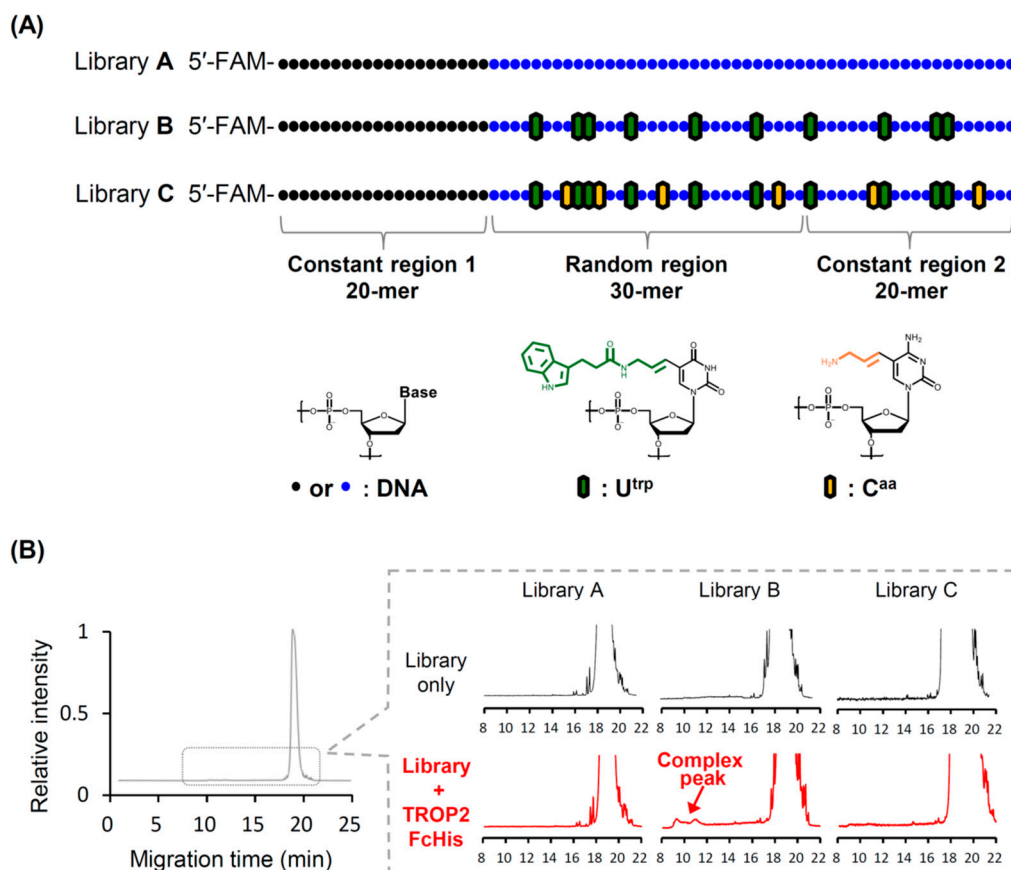 (A)
Library A 5′-FAM-
Library B 5′-FAM-
Library C 5′-FAM-
Constant region 1
20-mer
Random region
30-mer
Constant region 2
20-mer
O
P
O
O⁻
O
O
Base
N
H
O
N
H
O
NH
N
O
O
P
O
O⁻
O
O
H₂N
NH₂
N
N
O
O
P
O
O⁻
O
O
• or • : DNA
: Uᵗʳᵖ
: Cᵃᵃ
(B)
Relative intensity
1
0.5
0
0 5 10 15 20 25
Migration time (min)
Library A
Library B
Library C
Library
only
8 10 12 14 16 18 20 22
8 10 12 14 16 18 20 22
8 10 12 14 16 18 20 22
Library
+
TROP2
FcHis
Complex
peak
8 10 12 14 16 18 20 22
8 10 12 14 16 18 20 22
8 10 12 14 16 18 20 22